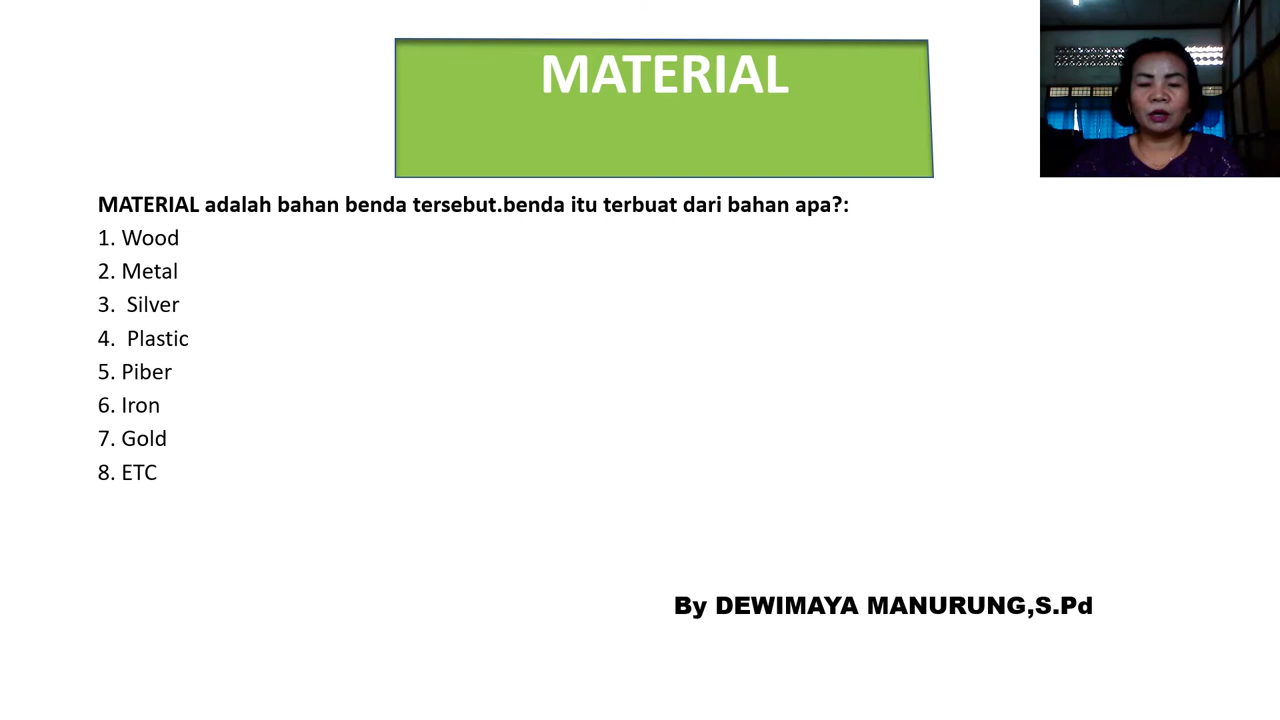 MATERIAL
MATERIAL adalah bahan benda tersebut.benda itu terbuat dari bahan apa?:
1. Wood
2. Metal
3. Silver
4. Plastic
5. Piber
6. Iron
7. Gold
8. ETC
By DEWIMAYA MANURUNG,S.Pd